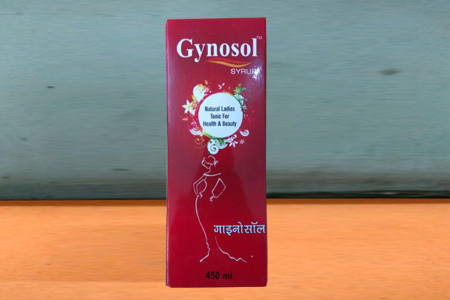 Gynosol™
SYRUP
Natural Ladies
Tonic For
Health & Beauty
गाइनोसॉल
450 ml